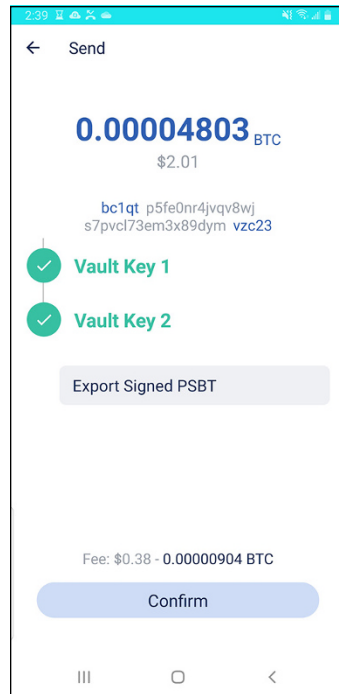 2:39
Send
0.00004803 BTC
$2.01
bc1qt p5fe0nr4jvqv8wj
s7pvcl73em3x89dym vzc23
Vault Key 1
Vault Key 2
Export Signed PSBT
Fee: $0.38 - 0.00000904 BTC
Confirm